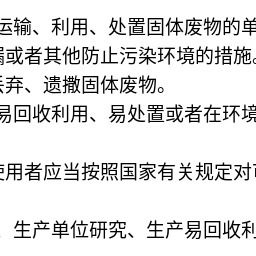 运输、利用、处置固体废物的单
漏或者其他防止污染环境的措施。
丢弃、遗撒固体废物。
易回收利用、易处置或者在环境
使用者应当按照国家有关规定对可
、生产单位研究、生产易回收利